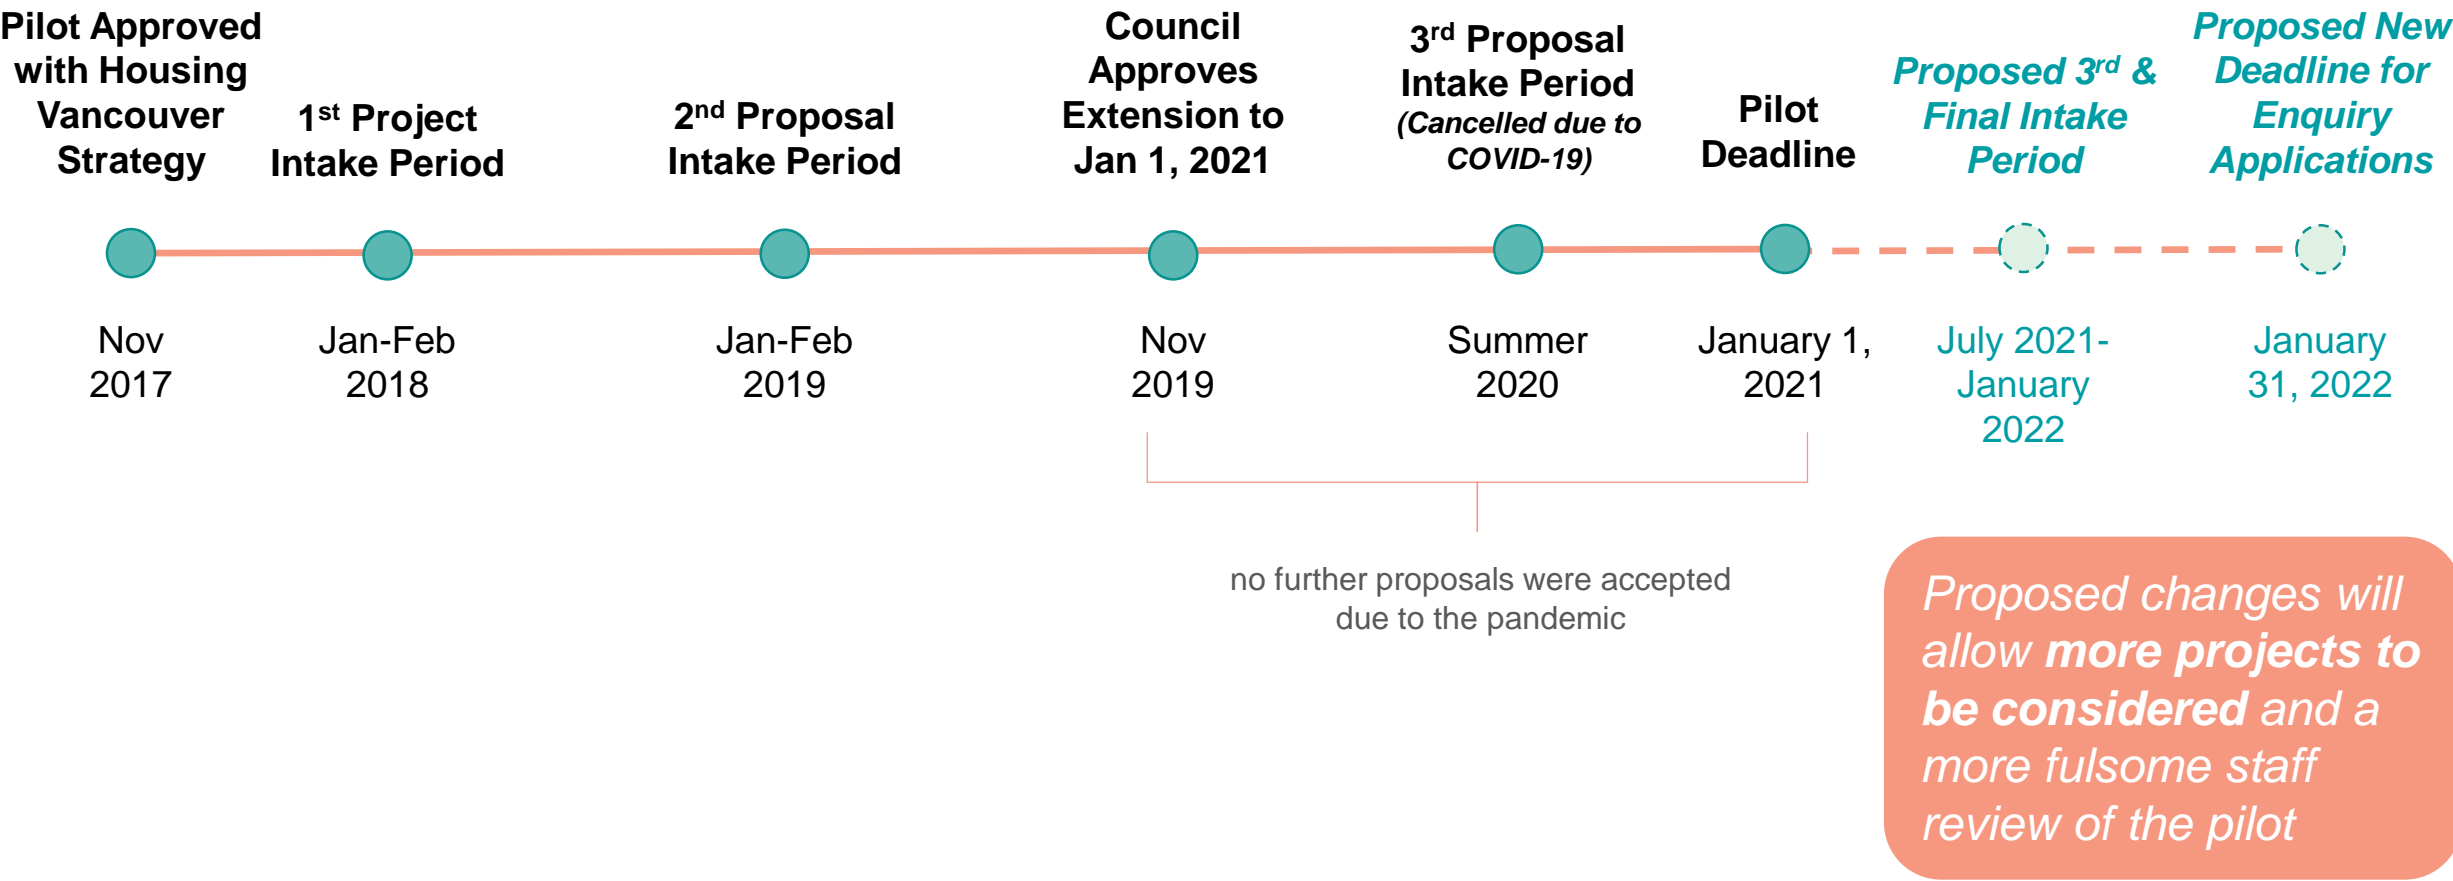 Pilot Approved
with Housing
Vancouver
Strategy
1st Project
Intake Period
2nd Proposal
Intake Period
Council
Approves
Extension to
Jan 1, 2021
3rd Proposal
Intake Period
(Cancelled due to
COVID-19)
Pilot
Deadline
Proposed 3rd &
Final Intake
Period
Proposed New
Deadline for
Enquiry
Applications
Nov
2017
Jan-Feb
2018
Jan-Feb
2019
Nov
2019
Summer
2020
January 1,
2021
July 2021-
January
2022
January
31, 2022
no further proposals were accepted
due to the pandemic
Proposed changes will
allow more projects to
be considered and a
more fulsome staff
review of the pilot